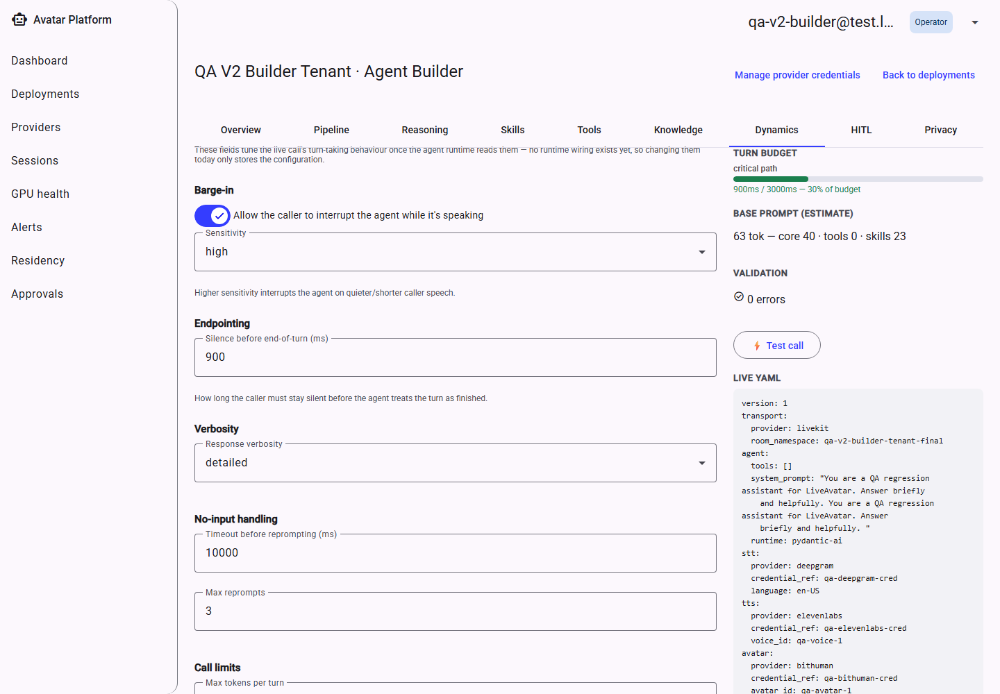 Avatar Platform
Dashboard
Deployments
Providers
Sessions
GPU health
Alerts
Residency
Approvals
qa-v2-builder@test.l...
Operator
QA V2 Builder Tenant · Agent Builder
Manage provider credentials
Back to deployments
Overview
Pipeline
Reasoning
Skills
Tools
Knowledge
Dynamics
HITL
Privacy
These fields tune the live call's turn-taking behaviour once the agent runtime reads them — no runtime wiring exists yet, so changing them
today only stores the configuration.
Barge-in
Allow the caller to interrupt the agent while it's speaking
Sensitivity
high
Higher sensitivity interrupts the agent on quieter/shorter caller speech.
Endpointing
Silence before end-of-turn (ms)
900
How long the caller must stay silent before the agent treats the turn as finished.
Verbosity
Response verbosity
detailed
No-input handling
Timeout before reprompting (ms)
10000
Max reprompts
3
Call limits
Max tokens per turn
TURN BUDGET
critical path
900ms / 3000ms — 30% of budget
BASE PROMPT (ESTIMATE)
63 tok — core 40 · tools 0 · skills 23
VALIDATION
0 errors
Test call
LIVE YAML
version: 1
transport:
  provider: livekit
  room_namespace: qa-v2-builder-tenant-final
agent:
  tools: []
  system_prompt: "You are a QA regression
assistant for LiveAvatar. Answer briefly
    and helpfully. You are a QA regression
assistant for LiveAvatar. Answer
    briefly and helpfully. "
  runtime: pydantic-ai
stt:
  provider: deepgram
  credential_ref: qa-deepgram-cred
  language: en-US
tts:
  provider: elevenlabs
  credential_ref: qa-elevenlabs-cred
  voice_id: qa-voice-1
avatar:
  provider: bithuman
  credential_ref: qa-bithuman-cred
  avatar_id: qa-avatar-1